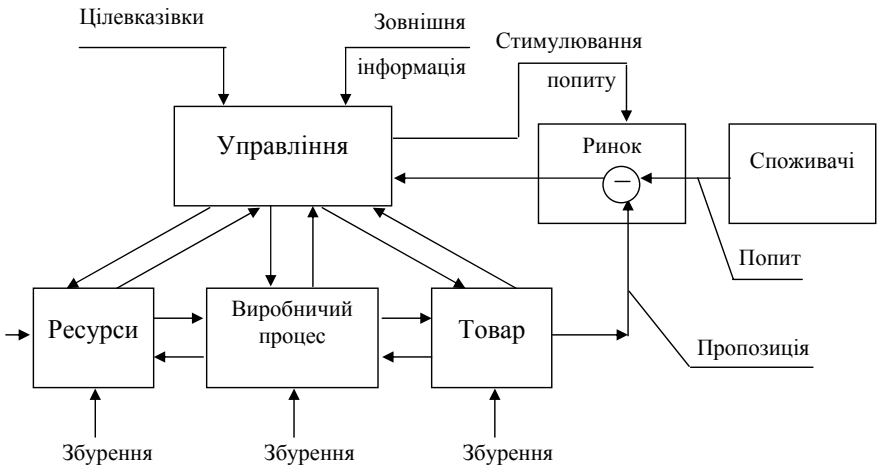 Цілевказівки
Зовнішня
інформація
Стимулювання
попиту
Управління
Ринок
Споживачі
–
Попит
Ресурси
Виробничий
процес
Товар
Пропозиція
Збурення
Збурення
Збурення